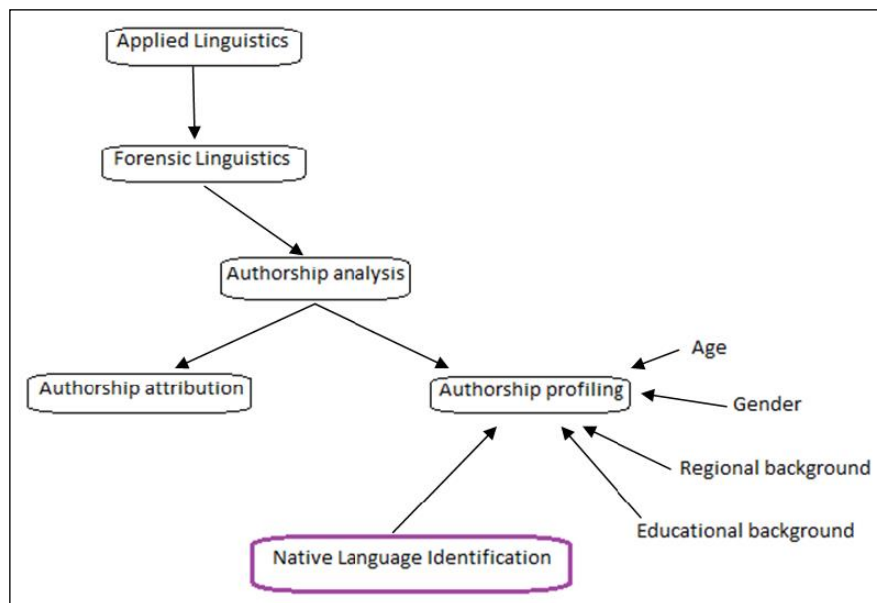 Applied Linguistics
Forensic Linguistics
Authorship analysis
Authorship attribution
Authorship profiling
Age
Gender
Regional background
Educational background
Native Language Identification